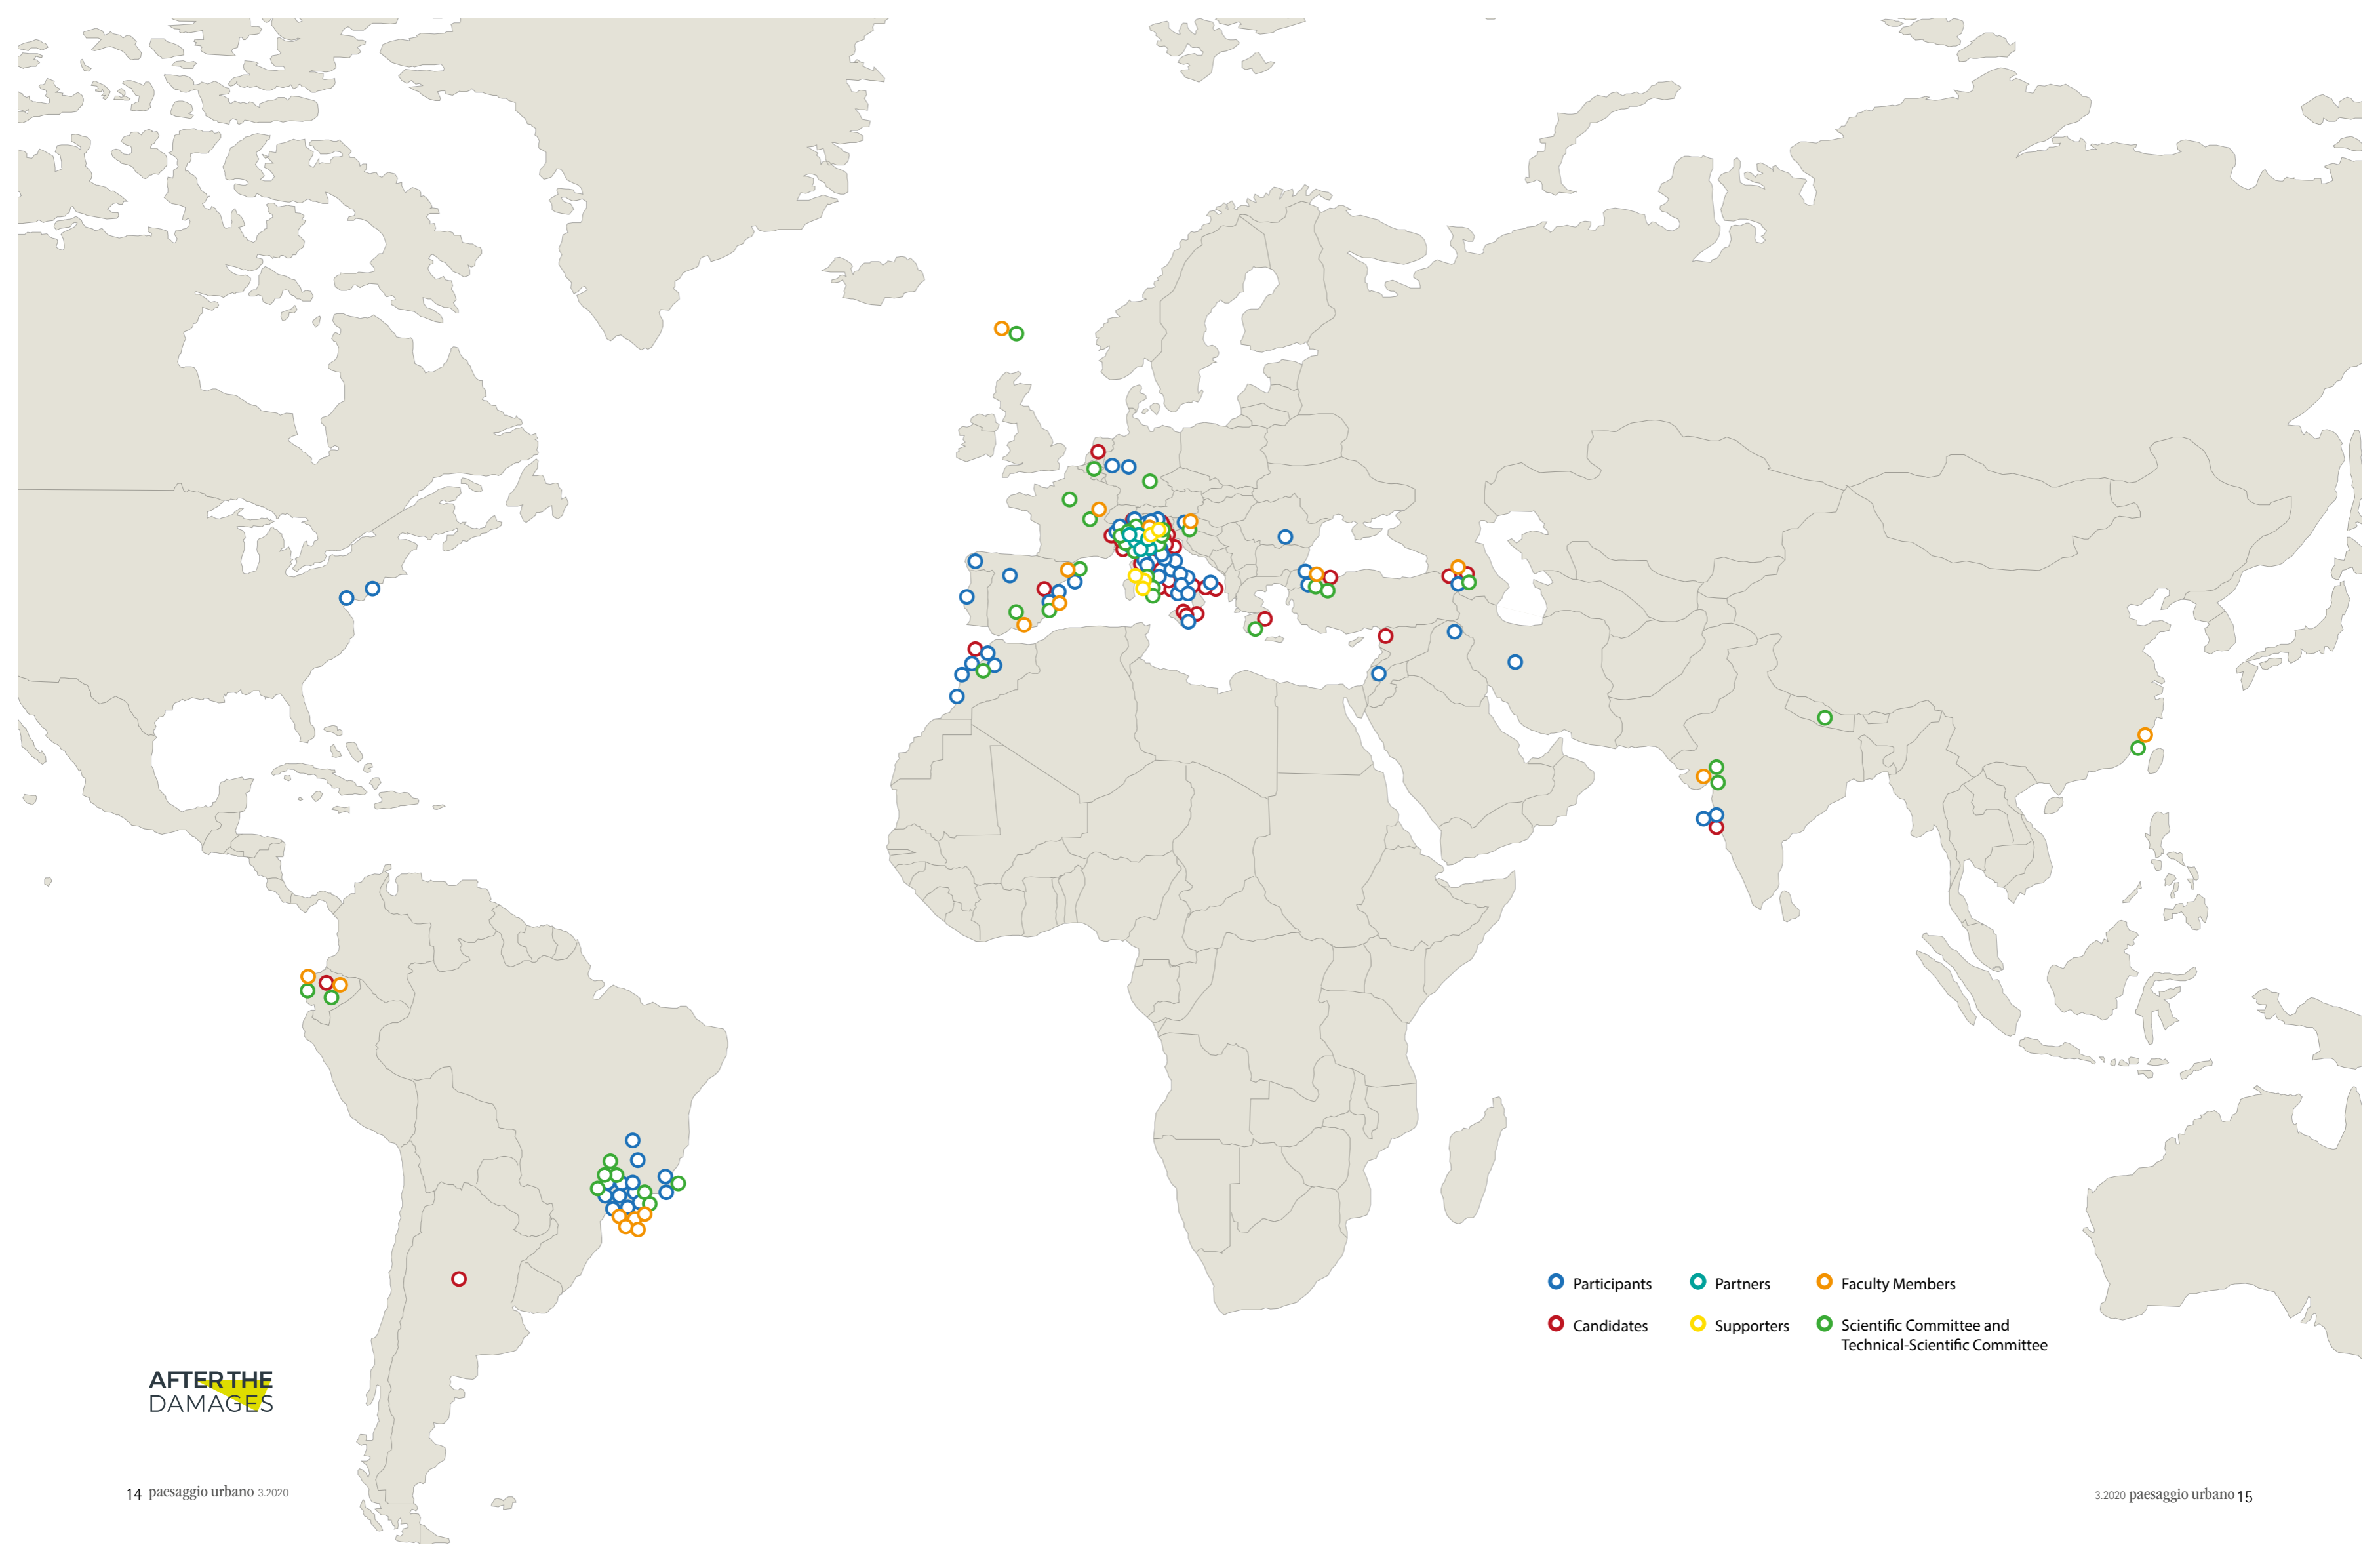 Participants
Partners
Faculty Members
Candidates
Supporters
Scientific Committee and
Technical-Scientific Committee
AFTER THE
DAMAGES
14 paesaggio urbano 3.2020
3.2020 paesaggio urbano 15